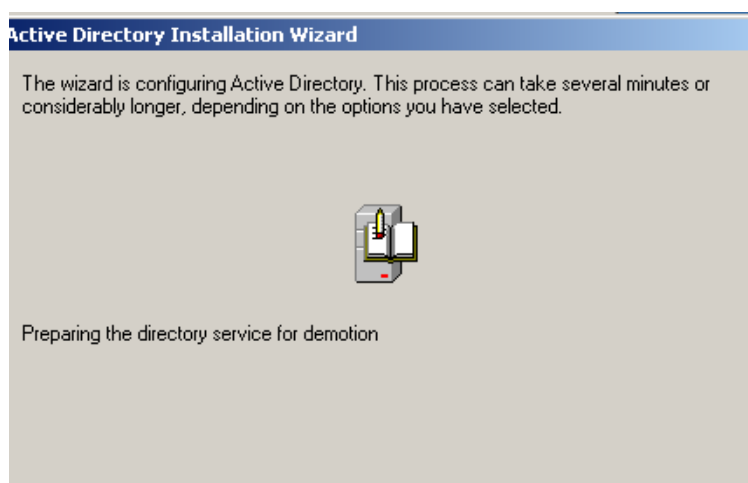 Active Directory Installation Wizard
The wizard is configuring Active Directory. This process can take several minutes or
considerably longer, depending on the options you have selected.
Preparing the directory service for demotion